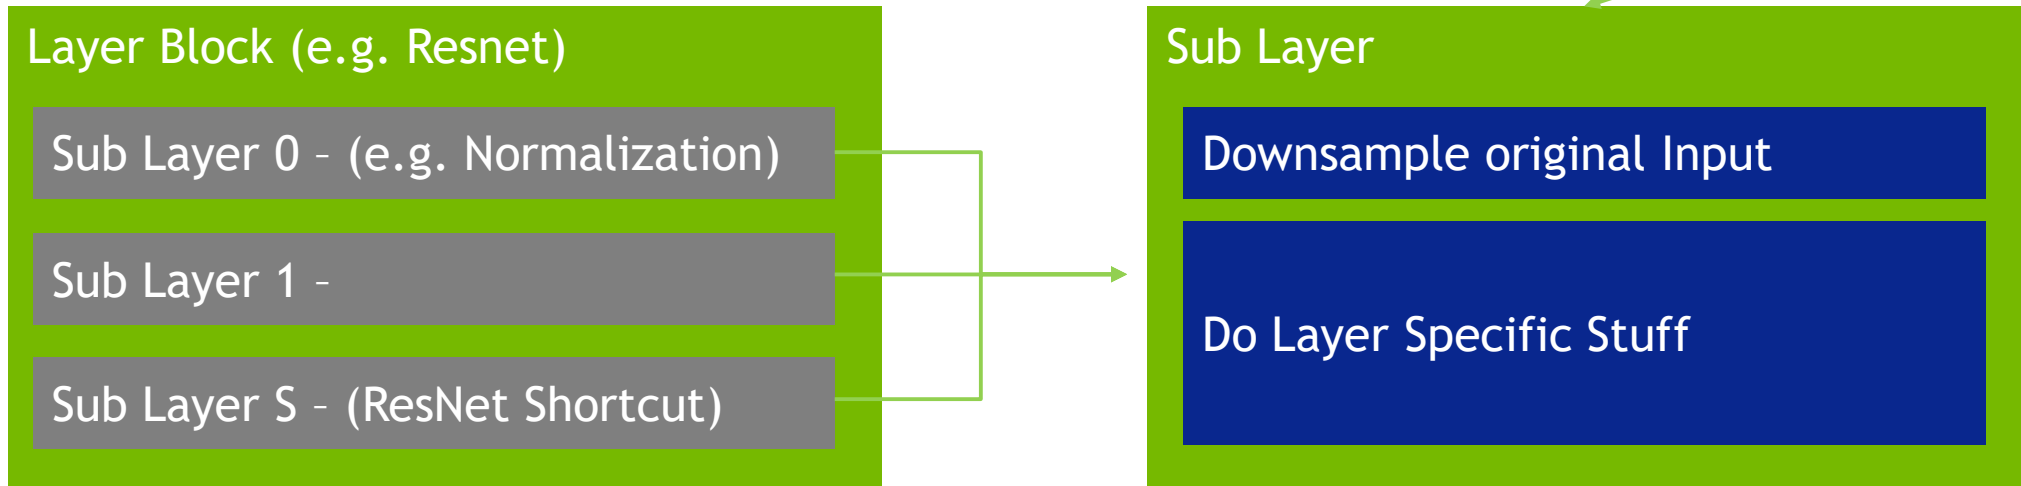 Layer Block (e.g. Resnet)
Sub Layer 0 – (e.g. Normalization)
Sub Layer 1 –
Sub Layer S – (ResNet Shortcut)
Sub Layer
Downsample original Input
Do Layer Specific Stuff